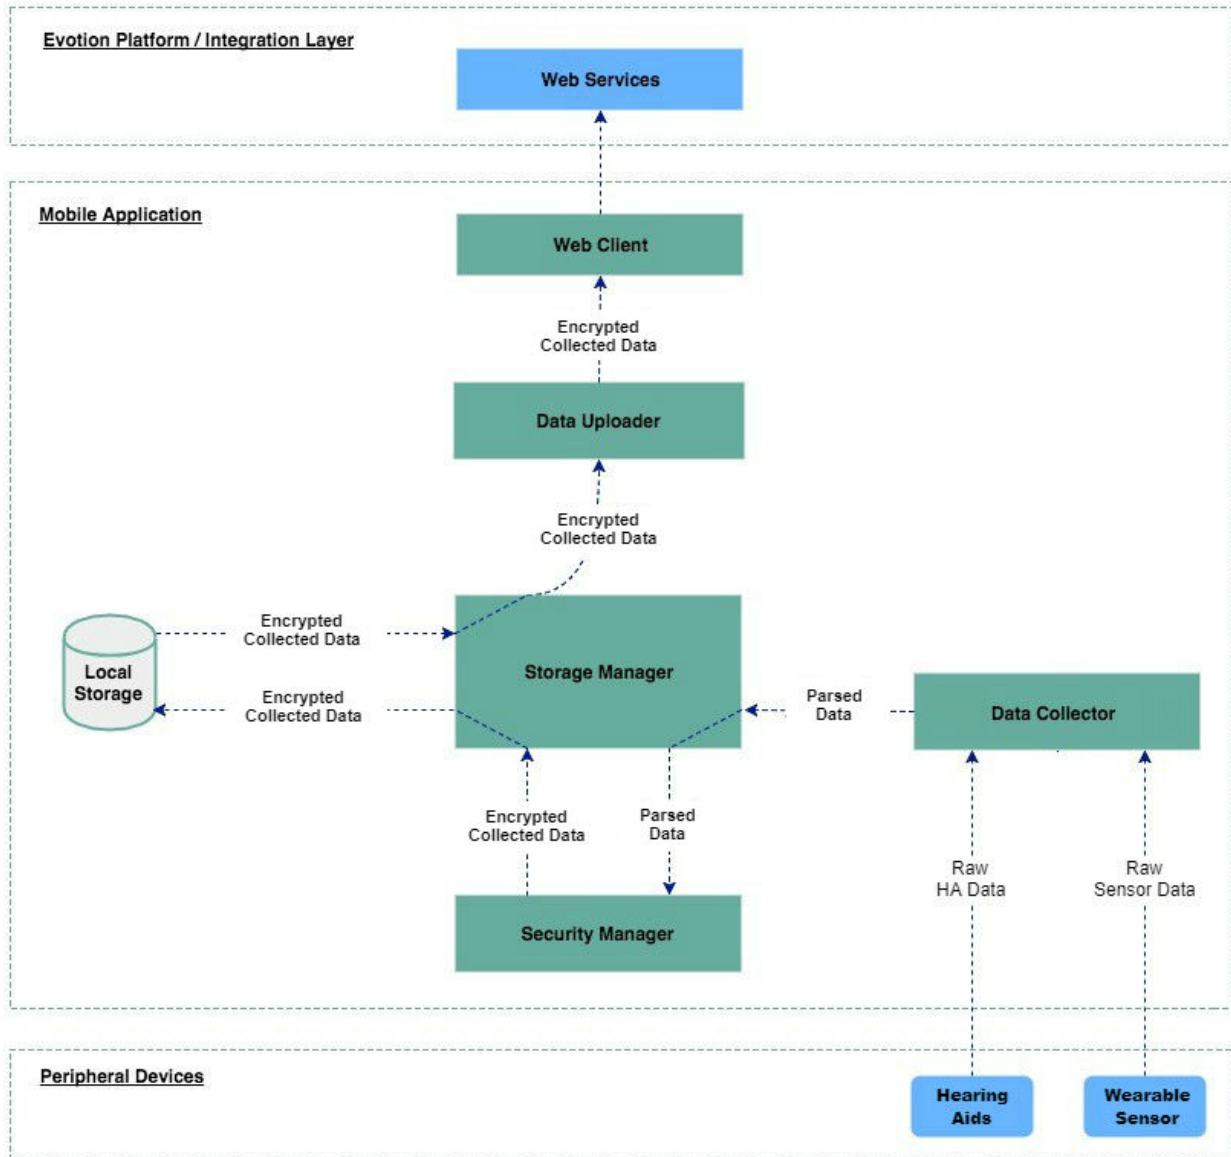 Evotion Platform / Integration Layer
Web Services
Mobile Application
Web Client
Encrypted
Collected Data
Data Uploader
Encrypted
Collected Data
Encrypted
Collected Data
Local
Storage
Storage Manager
Encrypted
Collected Data
Parsed
Data
Data Collector
Encrypted
Collected Data
Parsed
Data
Raw
HA Data
Raw
Sensor Data
Security Manager
Peripheral Devices
Hearing
Aids
Wearable
Sensor